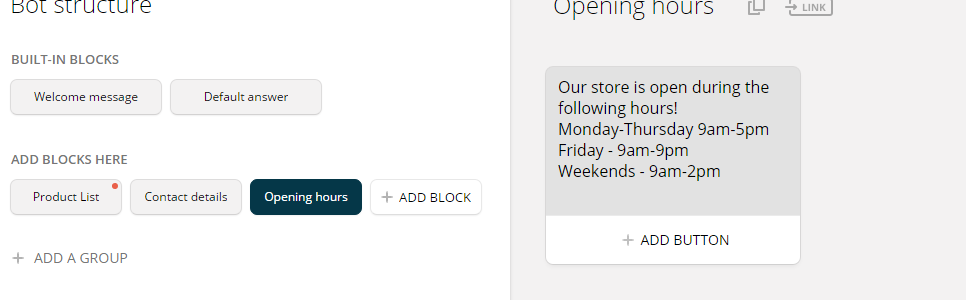 Bot structure
BUILT-IN BLOCKS
Welcome message
Default answer
ADD BLOCKS HERE
Product List
Contact details
Opening hours
+ ADD BLOCK
+ ADD A GROUP
Opening hours
LINK
Our store is open during the
following hours!
Monday-Thursday 9am-5pm
Friday - 9am-9pm
Weekends - 9am-2pm
+ ADD BUTTON